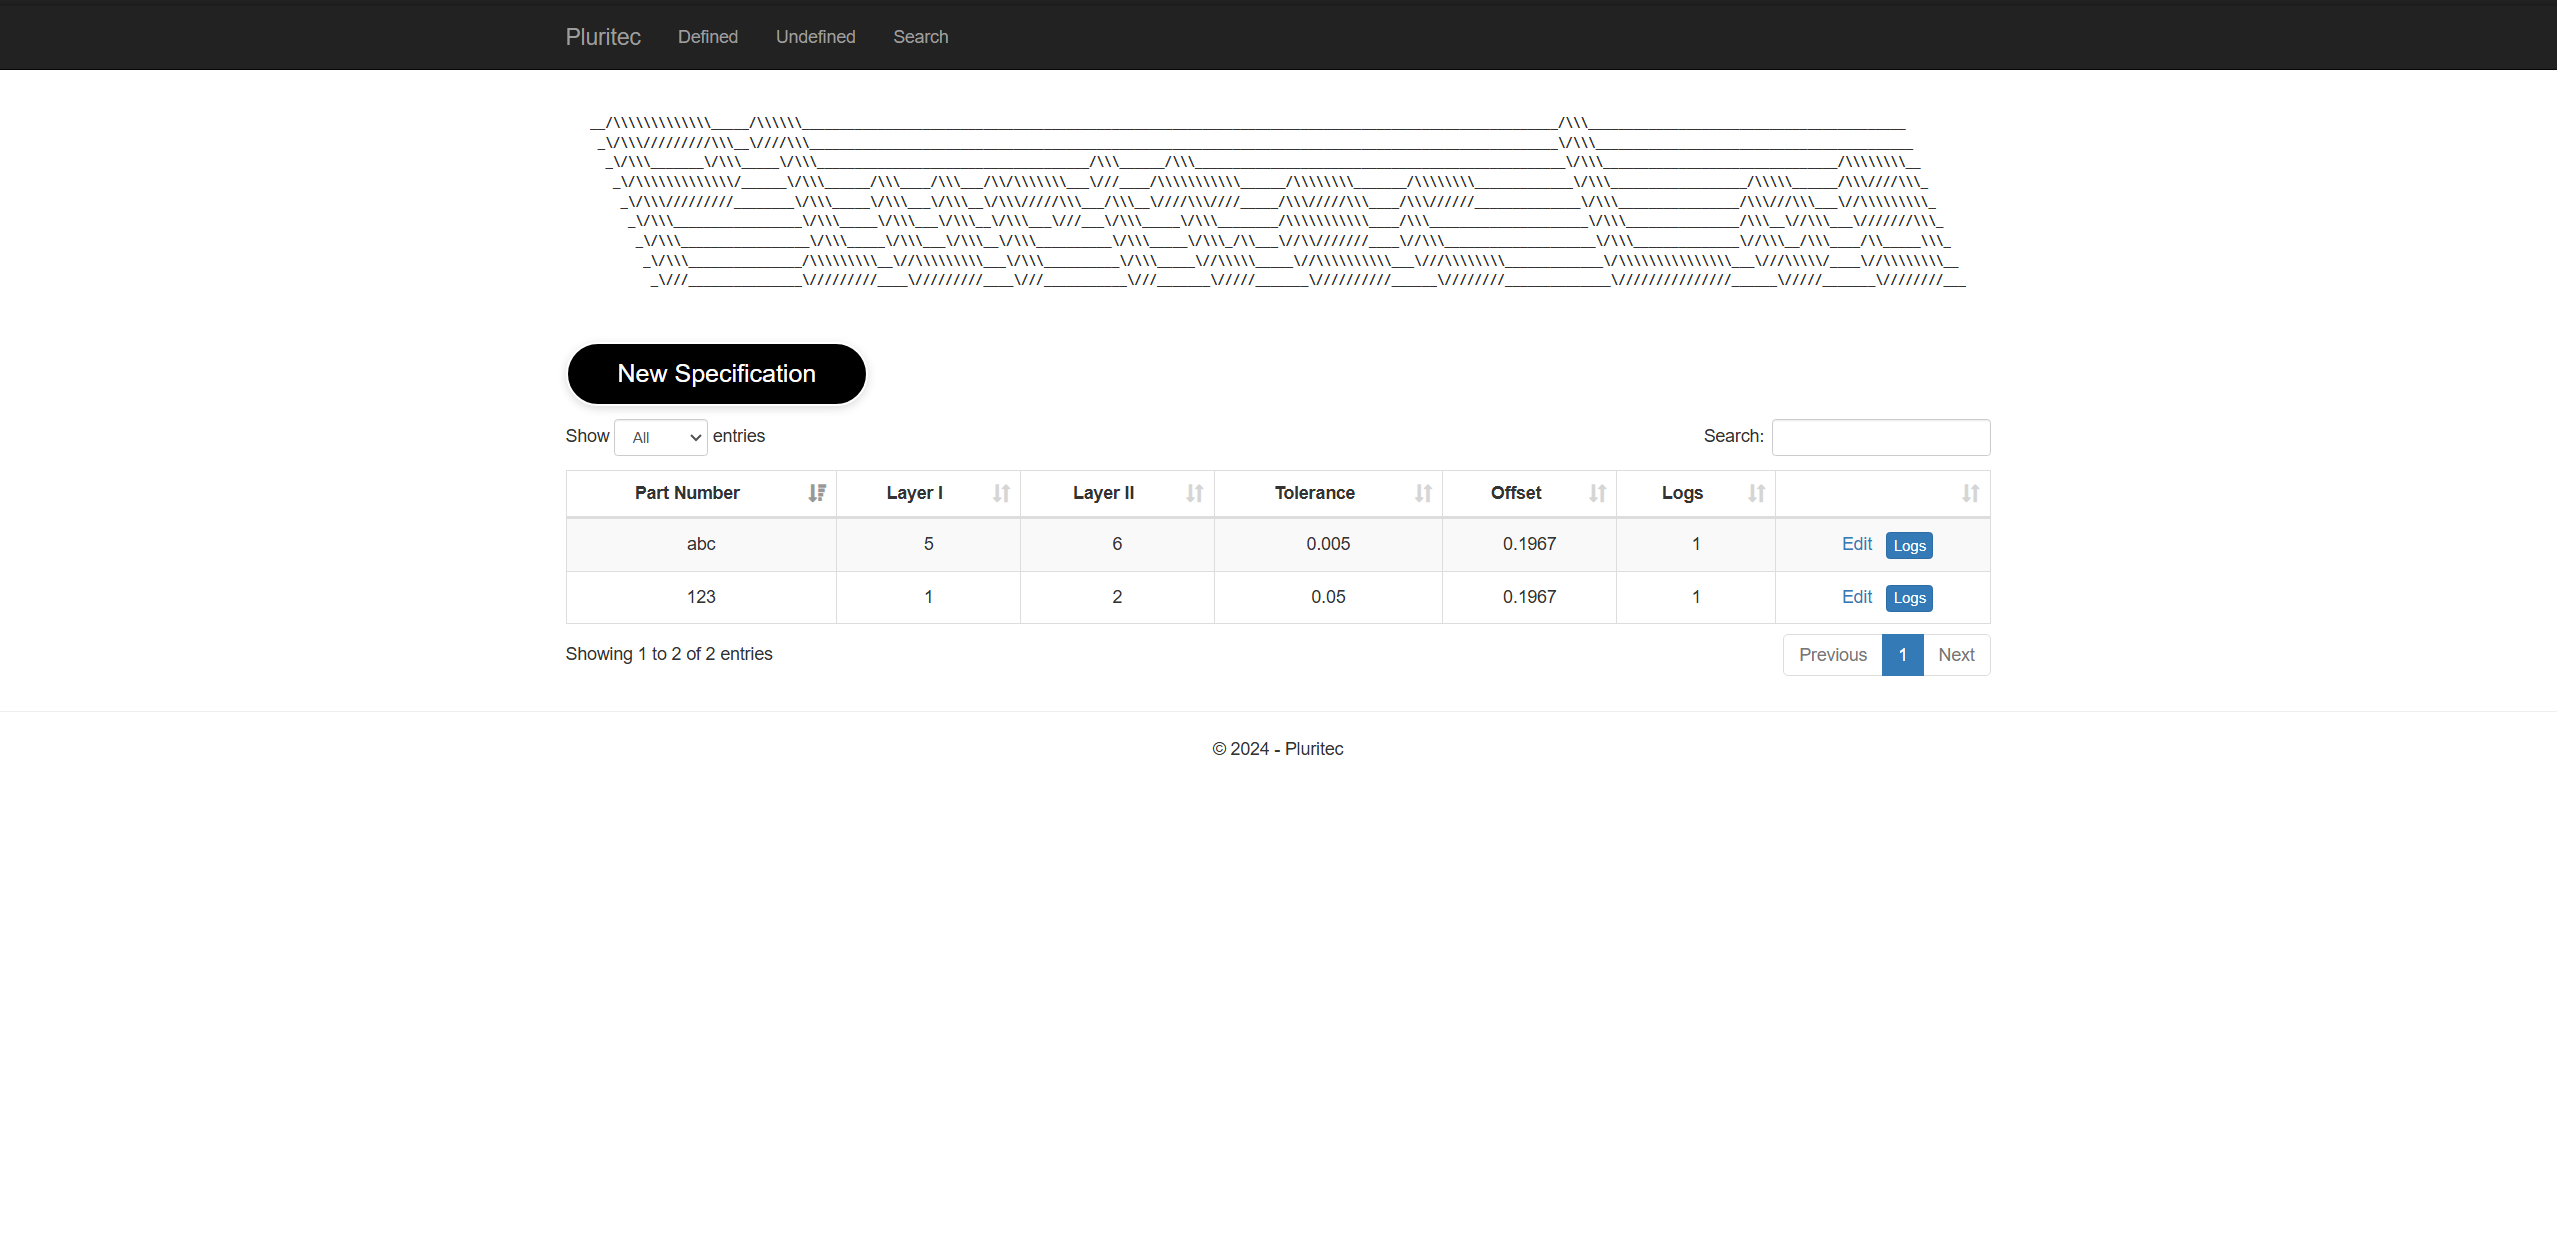 Pluritec Defined Undefined Search
New Specification
Show All entries
Search:
Part Number Layer I Layer II Tolerance Offset Logs
abc 5 6 0.005 0.1967 1 Edit Logs
123 1 2 0.05 0.1967 1 Edit Logs
Showing 1 to 2 of 2 entries
Previous 1 Next
© 2024 - Pluritec